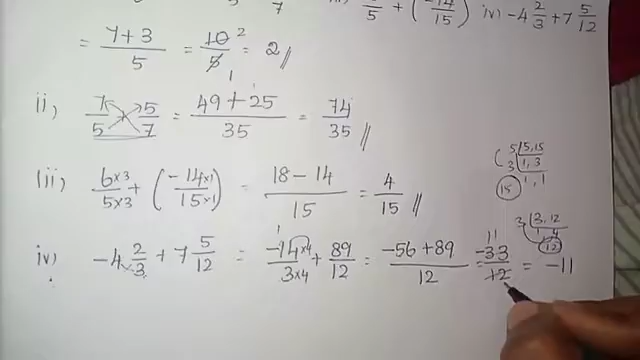 /5 + (-14/15) iv) -4 2/3 + 7 5/12
= 7+3/5 = 10/5 2 1 = 2 //
ii) 7/5 + 5/7 = 49 + 25/35 = 74/35 //
(iii) 6×3/5×3 + (-14×1/15×1) = 18 - 14/15 = 4/15 //
5 | 5, 15
3 | 1, 3
1, 1
15
3 | 3, 12
1, 4
12
iv) -4 2/3 + 7 5/12 = -14×4/3×4 + 89/12 = -56 + 89/12 = -33/12 11 = -11